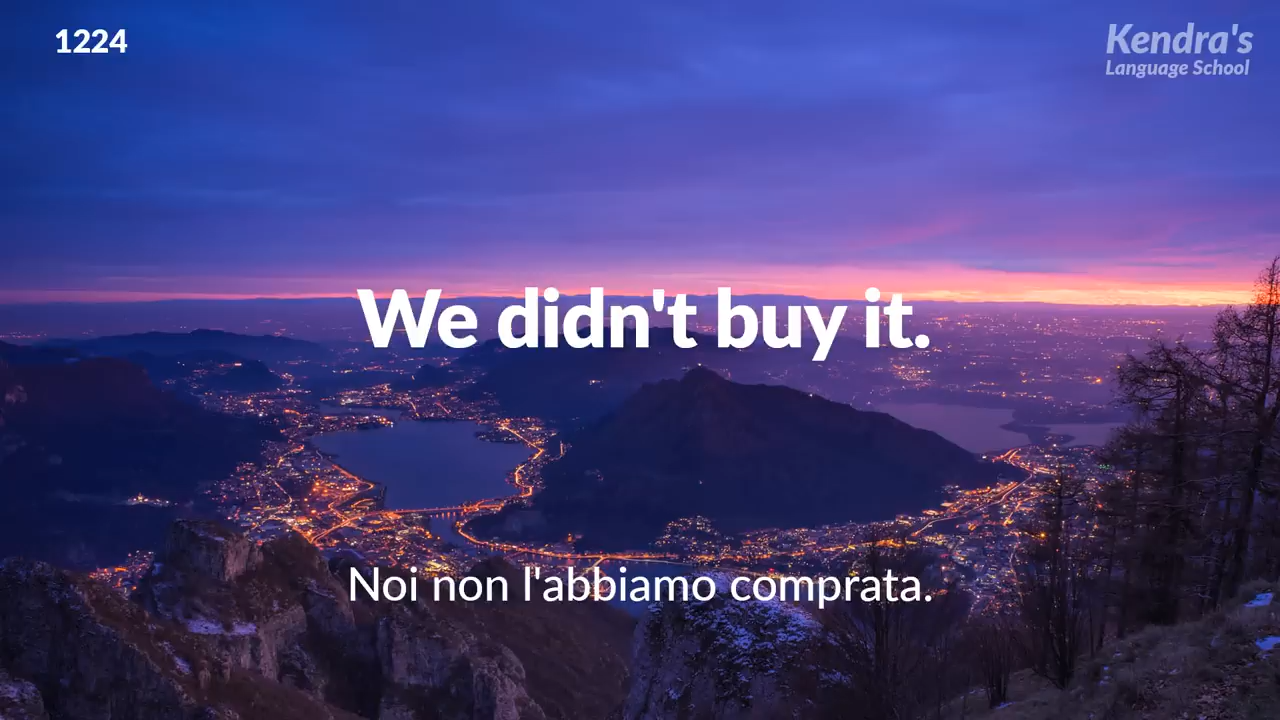 1224
Kendra's
Language School
We didn't buy it.
Noi non l'abbiamo comprata.